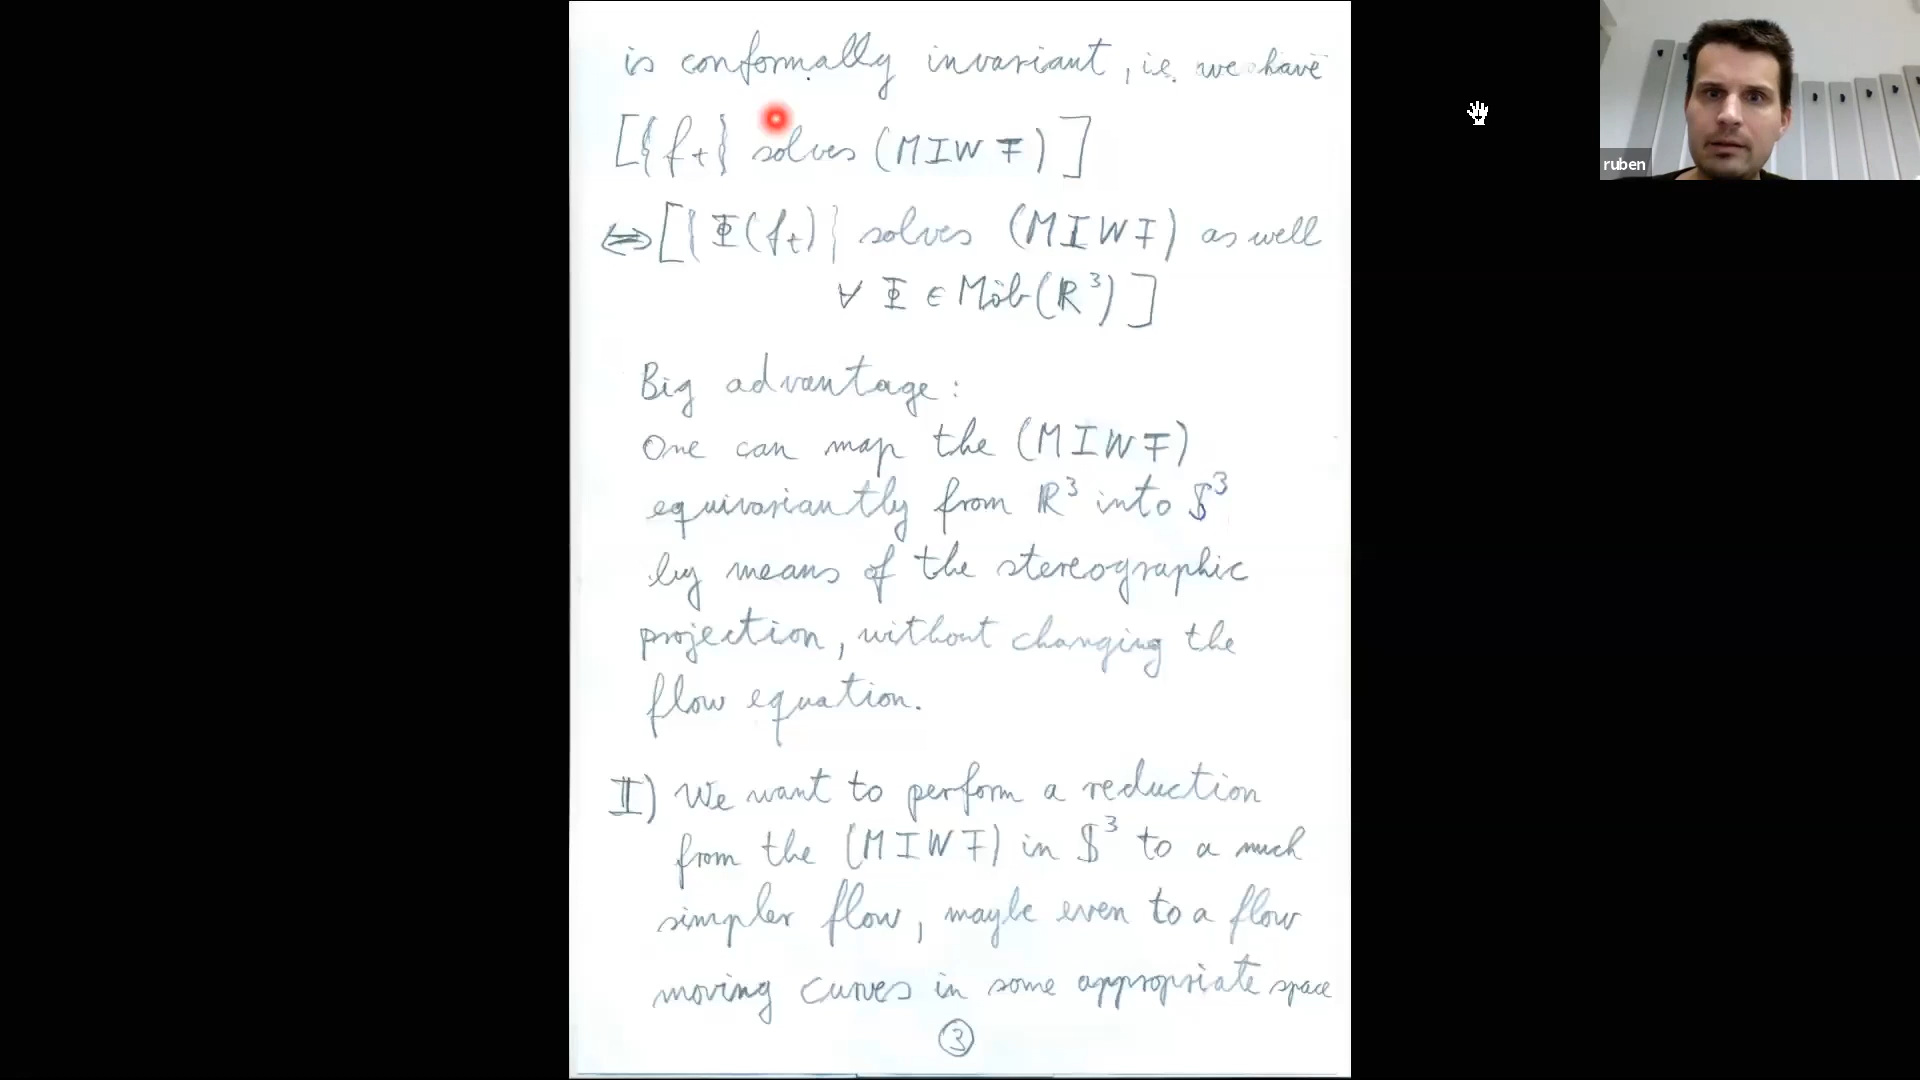 is conformally invariant, i.e. we have
[{f_t} solves (MIWF)]
⇔ [{Φ(f_t)} solves (MIWF) as well
∀ Φ ∈ Möb(ℝ³)]
Big advantage:
One can map the (MIWF)
equivariantly from ℝ³ into 𝕊³
by means of the stereographic
projection, without changing the
flow equation.
II) We want to perform a reduction
from the (MIWF) in 𝕊³ to a much
simpler flow, maybe even to a flow
moving curves in some appropriate space
3
ruben